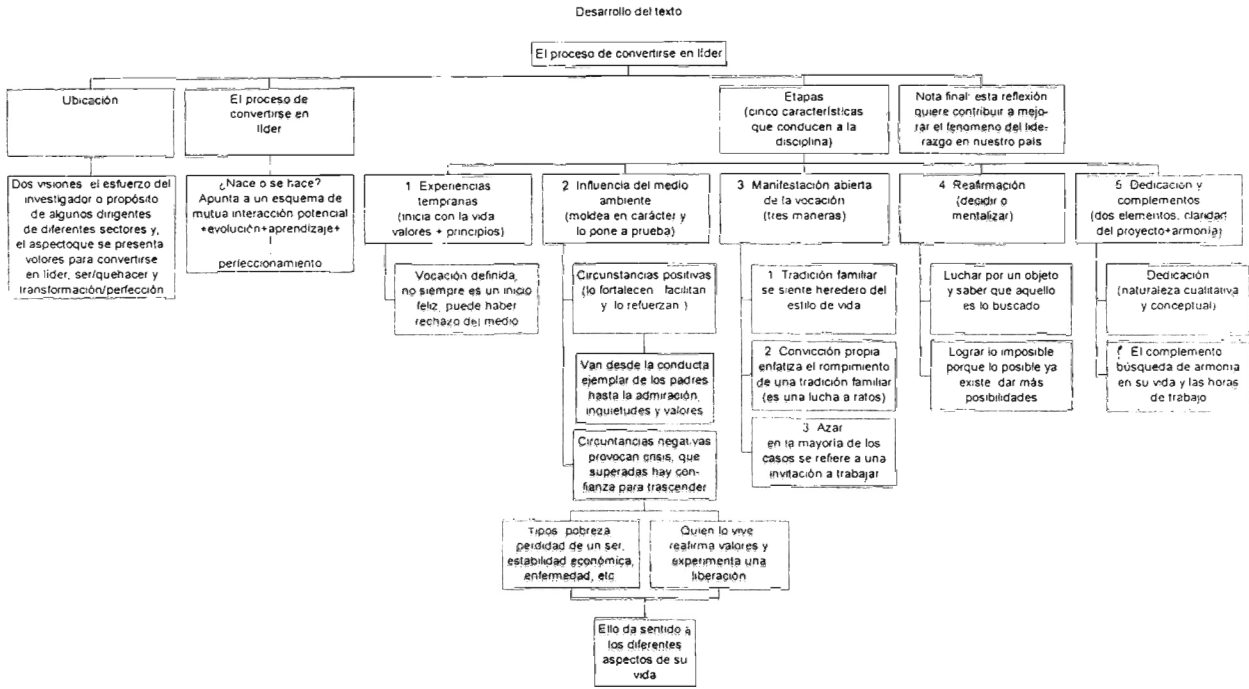 Desarrollo del texto
El proceso de convertirse en líder
Ubicación
El proceso de
convertirse en
líder
Etapas
(cinco características
que conducen a la
disciplina)
Nota final: esta reflexión
quiere contribuir a mejo-
rar el fenomeno del lide-
razgo en nuestro país
Dos visiones el esfuerzo del
investigador o propósito
de algunos dirigentes
de diferentes sectores y,
el aspectoque se presenta
valores para convertirse
en líder, ser/quehacer y
transformación/perfección
¿Nace o se hace?
Apunta a un esquema de
mutua interacción potencial
+evolución+aprendizaje+
perfeccionamiento
1 Experiencias
tempranas
(inicia con la vida
valores + principios)
Vocación definida,
no siempre es un inicio
feliz, puede haber
rechazo del medio
2 Influencia del medio
ambiente
(moldea en carácter y
lo pone a prueba)
Circunstancias positivas
(lo fortalecen facilitan
y lo refuerzan )
Van desde la conducta
ejemplar de los padres
hasta la admiración,
inquietudes y valores
Circuntancias negativas
provocan crisis, que
superadas hay con-
fianza para trascender
Tipos pobreza
perdidad de un ser,
estabilidad económica,
enfermedad, etc
Quien lo vive
reafirma valores y
experimenta una
liberación
Ello da sentido a
los diferentes
aspectos de su
vida
3 Manifestación abierta
de la vocación
(tres maneras)
1 Tradición familiar
se siente heredero del
estilo de vida
2 Convicción propia
enfatiza el rompimiento
de una tradición familiar
(es una lucha a ratos)
3 Azar
en la mayoría de los
casos se refiere a una
invitación a trabajar
4 Reafirmación
(decidir o
mentalizar)
Luchar por un objeto
y saber que aquello
es lo buscado
Lograr lo imposible
porque lo posible ya
existe dar más
posibilidades
5 Dedicación y
complementos
(dos elementos, claridad
del proyecto+armonía)
Dedicación
(naturaleza cualitativa
y conceptual)
El complemento
búsqueda de armonía
en su vida y las horas
de trabajo